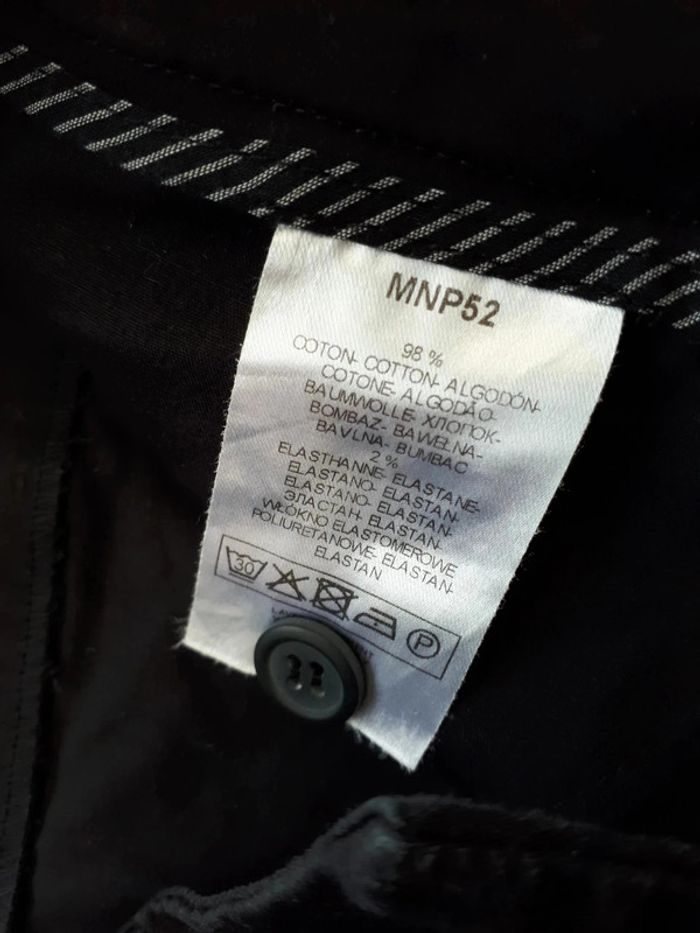 MNP52
98 %
COTON- COTTON- ALGODÓN-
COTONE- ALGODÃO-
BAUMWOLLE- ХЛОПОК-
BOMBAZ- BAWEŁNA-
BAVLNA- BUMBAC
2 %
ELASTHANNE- ELASTANE-
ELASTANO- ELASTAN-
ELASTANO- ELASTAN-
ЭЛАСТАН- ELASTAN-
WŁÓKNO ELASTOMEROWE
POLIURETANOWE- ELASTAN-
ELASTAN
30
P